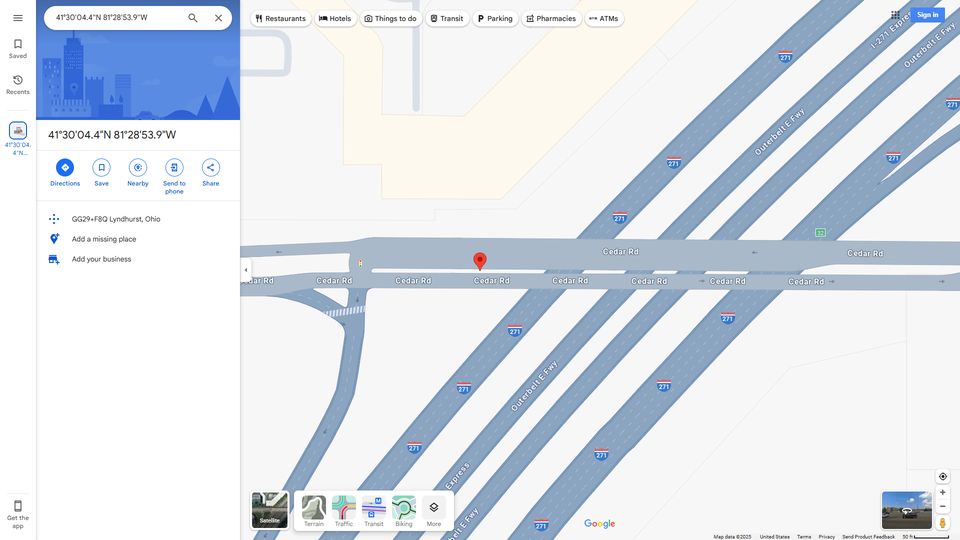 41°30'04.4"N 81°28'53.9"W
Restaurants
Hotels
Things to do
Transit
Parking
Pharmacies
ATMs
Sign in
Saved
Recents
41°30'04.
4"N...
41°30'04.4"N 81°28'53.9"W
Directions
Save
Nearby
Send to
phone
Share
GG29+F8Q Lyndhurst, Ohio
Add a missing place
Add your business
Get the
app
I-271 Express
Outerbelt E Fwy
271
271
271
Outerbelt E Fwy
271
271
271
32
Cedar Rd
Cedar Rd
Cedar Rd
Cedar Rd
Cedar Rd
Cedar Rd
Cedar Rd
Cedar Rd
Cedar Rd
271
271
271
271
Outerbelt E Fwy
271
271
271
Express
Outerbelt E Fwy
Satellite
Terrain
Traffic
Transit
Biking
More
Google
Map data ©2025
United States
Terms
Privacy
Send Product Feedback
50 ft